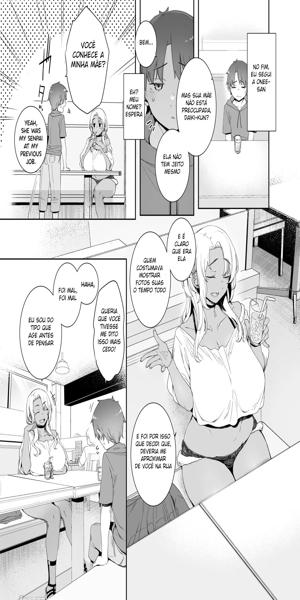 NO FIM,
EU SEGUI
A ONEE-
SAN
BEM...
MAS SUA MÃE
NÃO ESTÁ
PREOCUPADA,
DAIKI-KUN?
EU?
MEU
NOME?
ESPERA
ELA NÃO
TEM JEITO
MESMO
VOCÊ
CONHECE A
MINHA MÃE?
YEAH,
SHE WAS
MY SENPAI
AT MY
PREVIOUS
JOB.
E É
CLARO QUE ERA
ELA
QUEM
COSTUMAVA
MOSTRAR
FOTOS SUAS
O TEMPO TODO
HAHA,
FOI MAL,
FOI MAL
QUERIA
QUE VOCÊ
TIVESSE
ME DITO
ISSO MAIS
CEDO!
EU SOU DO
TIPO QUE
AGE ANTES
DE PENSAR
E FOI POR ISSO
QUE DECIDI QUE,
DEVERIA ME
APROXIMAR
DE VOCÊ NA RUA